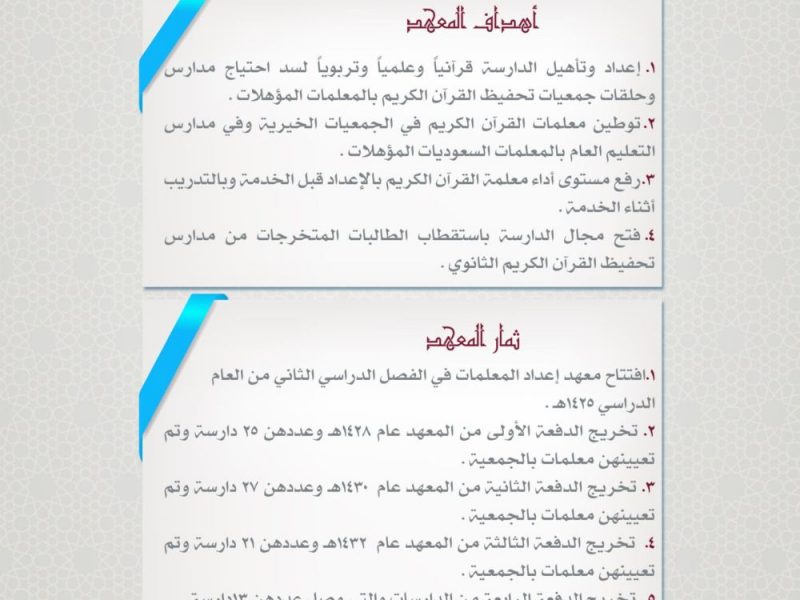 أهداف المعهد
١. إعداد وتأهيل الدارسة قرآنياً وعلمياً وتربوياً لسد احتياج مدارس
وحلقات جمعيات تحفيظ القرآن الكريم بالمعلمات المؤهلات .
٢. توطين معلمات القرآن الكريم في الجمعيات الخيرية وفي مدارس
التعليم العام بالمعلمات السعوديات المؤهلات .
٣. رفع مستوى أداء معلمة القرآن الكريم بالإعداد قبل الخدمة وبالتدريب
أثناء الخدمة .
٤. فتح مجال الدارسة باستقطاب الطالبات المتخرجات من مدارس
تحفيظ القرآن الكريم الثانوي .
ثمار المعهد
١.افتتاح معهد إعداد المعلمات في الفصل الدراسي الثاني من العام
الدراسي ١٤٢٥هـ .
٢. تخريج الدفعة الأولى من المعهد عام ١٤٢٨هـ وعددهن ٢٥ دارسة وتم
تعيينهن معلمات بالجمعية .
٣. تخريج الدفعة الثانية من المعهد عام ١٤٣٠هـ وعددهن ٢٧ دارسة وتم
تعيينهن معلمات بالجمعية .
٤. تخريج الدفعة الثالثة من المعهد عام ١٤٣٢هـ وعددهن ٢١ دارسة وتم
تعيينهن معلمات بالجمعية .
٥. تخريج الدفعة الرابعة من الدارسات والتي وصل عددهن ١٣دارسة